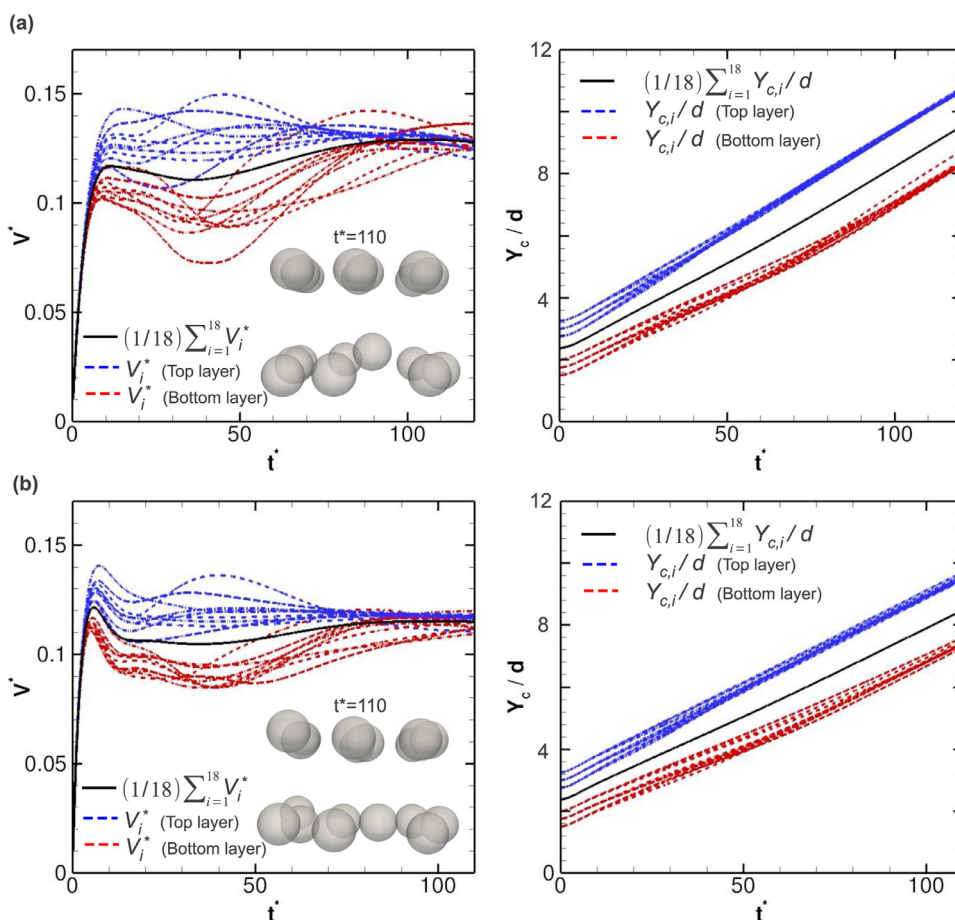 (a)
0.15
0.1
0.05
0
V*
0
50
100
t*
t*=110
(1/18) ∑_{i=1}^{18} V_i^*
V_i^* (Top layer)
V_i^* (Bottom layer)
12
8
4
0
Y_c / d
0
50
100
t*
(1/18) ∑_{i=1}^{18} Y_{c,i}/d
Y_{c,i}/d (Top layer)
Y_{c,i}/d (Bottom layer)
(b)
0.15
0.1
0.05
0
V*
0
50
100
t*
t*=110
(1/18) ∑_{i=1}^{18} V_i^*
V_i^* (Top layer)
V_i^* (Bottom layer)
12
8
4
0
Y_c / d
0
50
100
t*
(1/18) ∑_{i=1}^{18} Y_{c,i}/d
Y_{c,i}/d (Top layer)
Y_{c,i}/d (Bottom layer)